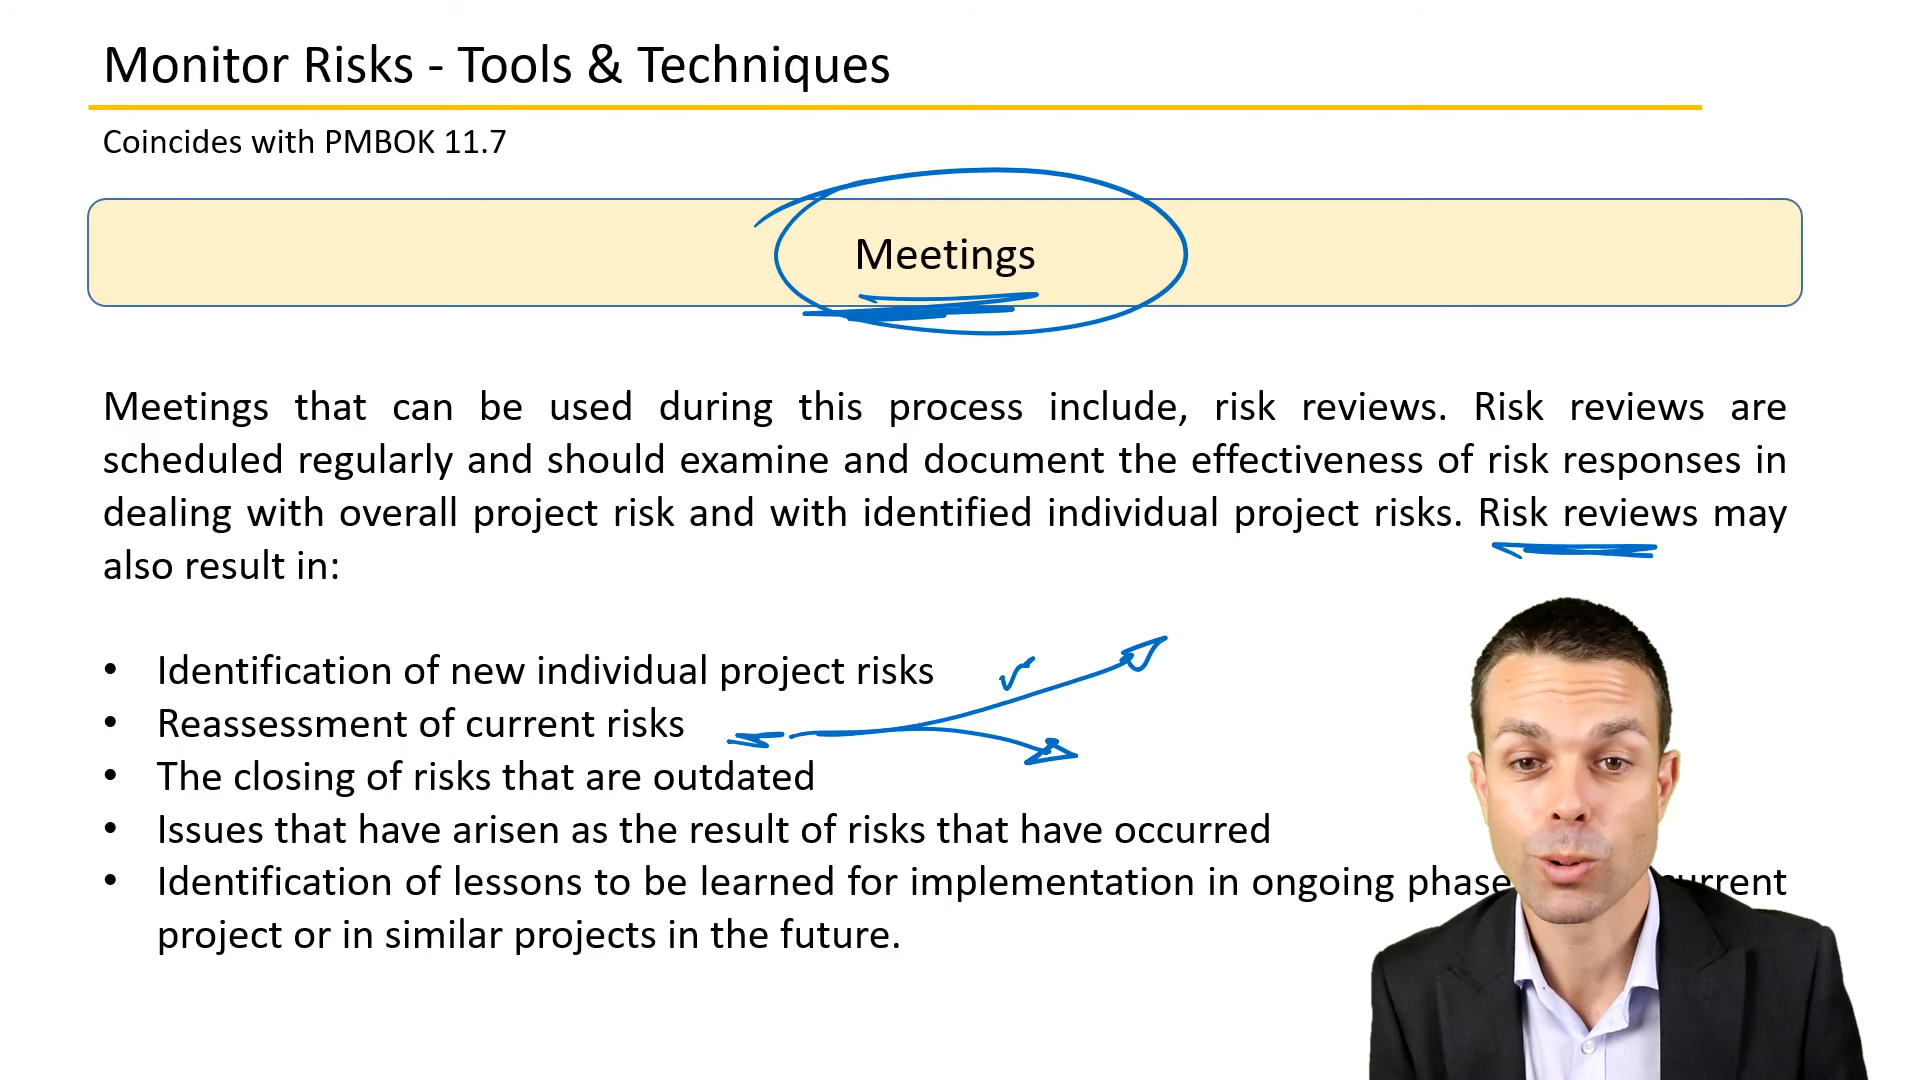 Monitor Risks - Tools & Techniques
Coincides with PMBOK 11.7
Meetings
Meetings that can be used during this process include, risk reviews. Risk reviews are
scheduled regularly and should examine and document the effectiveness of risk responses in
dealing with overall project risk and with identified individual project risks. Risk reviews may
also result in:
• Identification of new individual project risks
• Reassessment of current risks
• The closing of risks that are outdated
• Issues that have arisen as the result of risks that have occurred
• Identification of lessons to be learned for implementation in ongoing
project or in similar projects in the future.